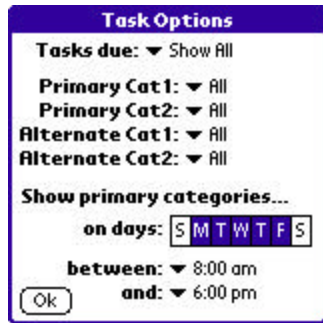 Task Options
Tasks due: Show All
Primary Cat1: All
Primary Cat2: All
Alternate Cat1: All
Alternate Cat2: All
Show primary categories...
on days: S M T W T F S
between: 8:00 am
and: 6:00 pm
Ok